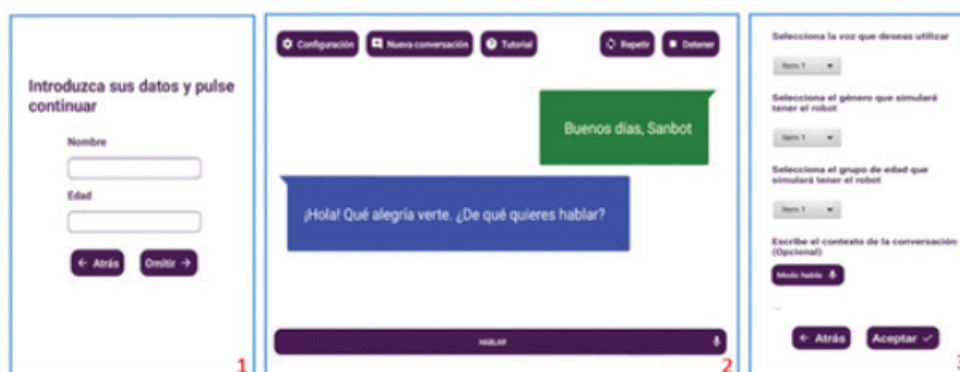 Introduzca sus datos y pulse
continuar
Nombre
Edad
← Atrás
Omitir →
1
Configuración
Nueva conversación
Tutorial
Repetir
Detener
Buenos días, Sanbot
¡Hola! Qué alegría verte. ¿De qué quieres hablar?
HABLAR
2
Selecciona la voz que deseas utilizar
Item 1
Selecciona el género que simulará
tener el robot
Item 1
Selecciona el grupo de edad que
simulará tener el robot
Item 1
Escribe el contexto de la conversación
(Opcional)
Modo habla
...
← Atrás
Aceptar ✓
3